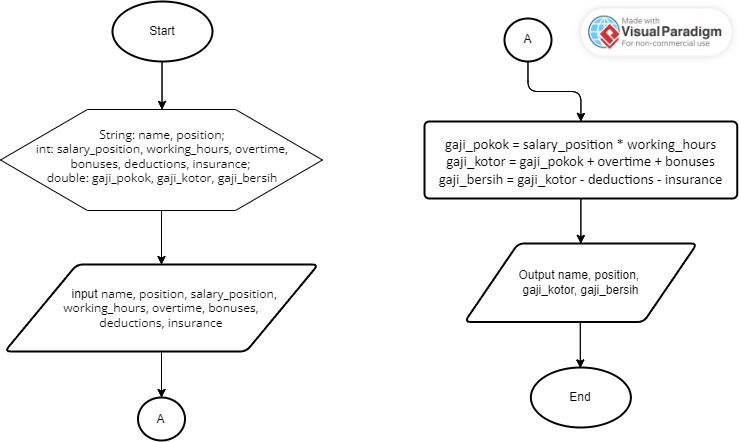 Start
String: name, position;
int: salary_position, working_hours, overtime,
bonuses, deductions, insurance;
double: gaji_pokok, gaji_kotor, gaji_bersih
input name, position, salary_position,
working_hours, overtime, bonuses,
deductions, insurance
A
A
Made with
Visual Paradigm
For non-commercial use
gaji_pokok = salary_position * working_hours
gaji_kotor = gaji_pokok + overtime + bonuses
gaji_bersih = gaji_kotor - deductions - insurance
Output name, position,
gaji_kotor, gaji_bersih
End